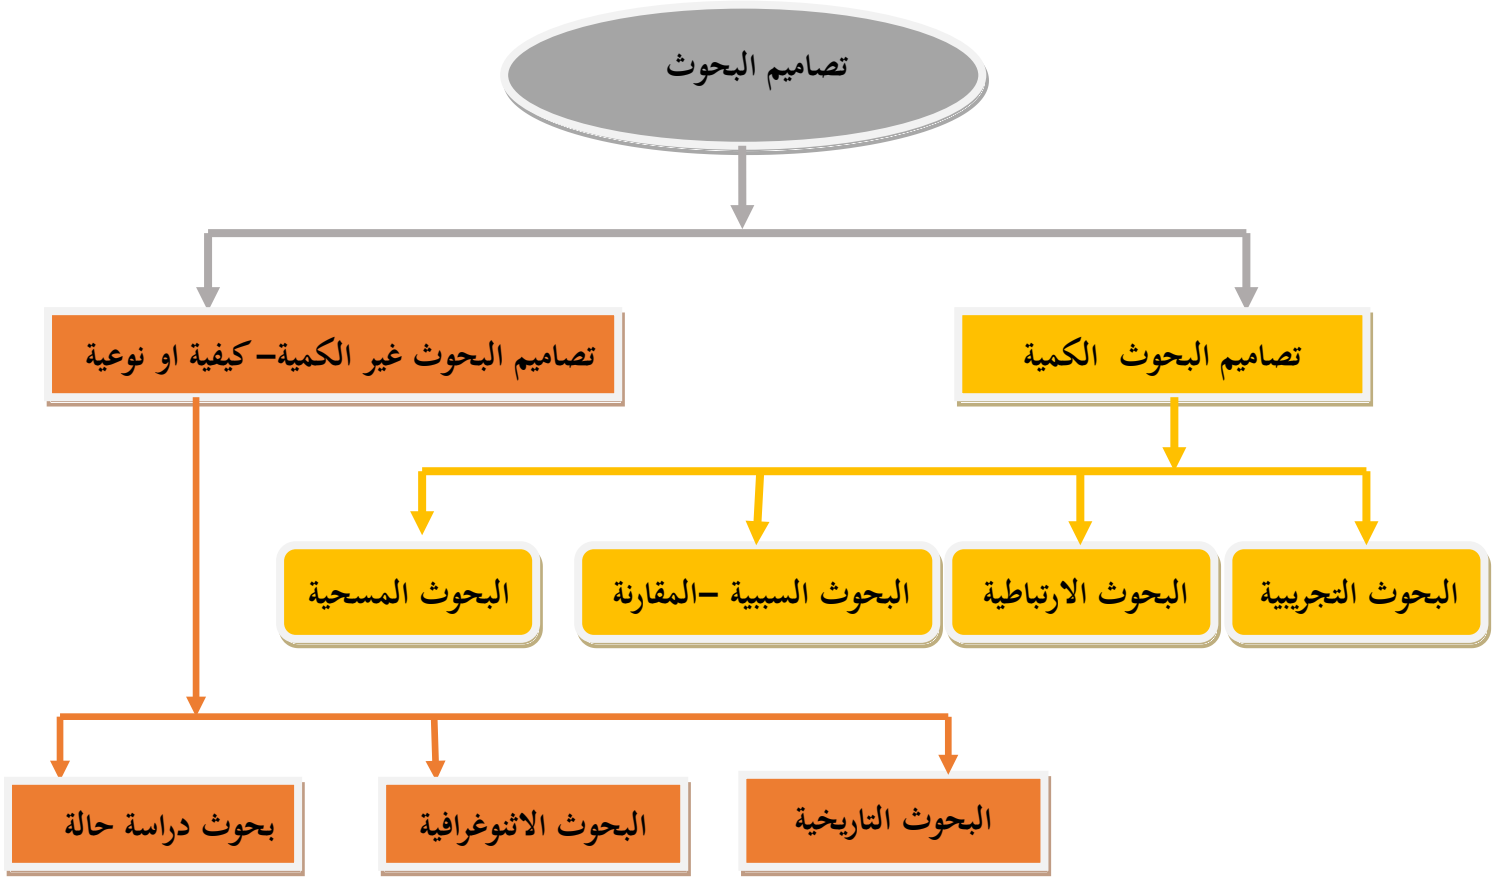 تصاميم البحوث
تصاميم البحوث الكمية
تصاميم البحوث غير الكمية– كيفية او نوعية
البحوث التجريبية
البحوث الارتباطية
البحوث السببية –المقارنة
البحوث المسحية
البحوث التاريخية
البحوث الاثنوغرافية
بحوث دراسة حالة